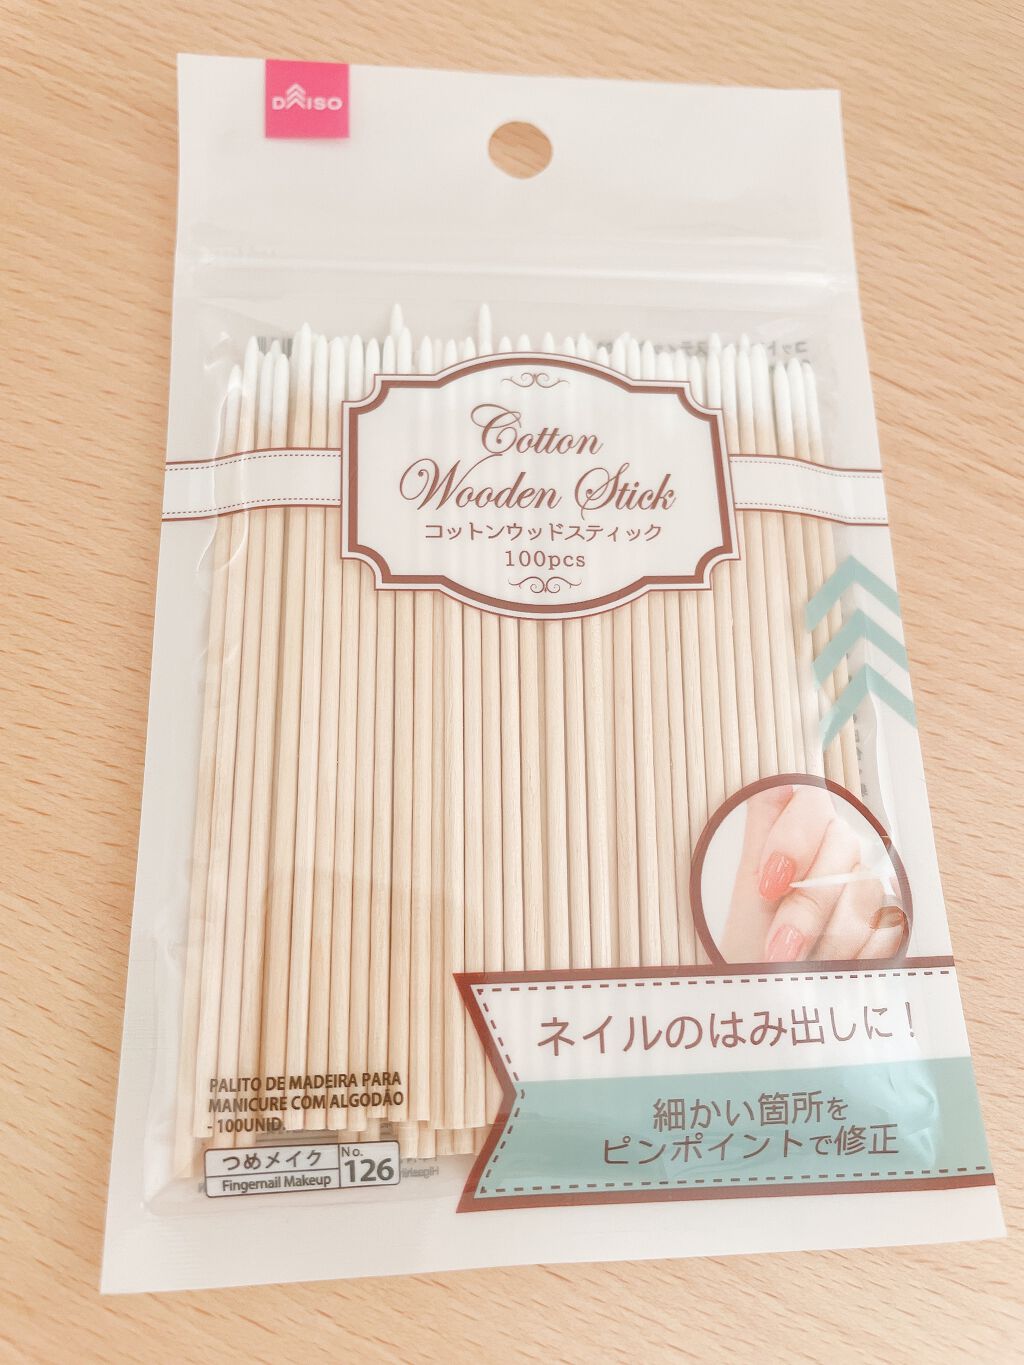 DAISO
Cotton
Wooden Stick
コットンウッドスティック
100pcs
ネイルのはみ出しに!
細かい箇所を
ピンポイントで修正
PALITO DE MADEIRA PARA
MANICURE COM ALGODÃO
- 100UNID.
つめメイク
Fingernail Makeup
No.
126